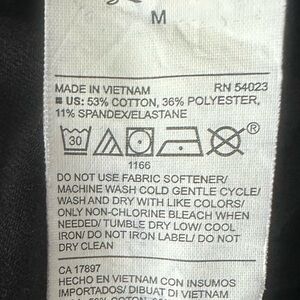 M
MADE IN VIETNAM RN 54023
US: 53% COTTON, 36% POLYESTER,
11% SPANDEX/ELASTANE
30
®
1166
DO NOT USE FABRIC SOFTENER/
MACHINE WASH COLD GENTLE CYCLE/
WASH AND DRY WITH LIKE COLORS/
ONLY NON-CHLORINE BLEACH WHEN
NEEDED/ TUMBLE DRY LOW/ COOL
IRON/ DO NOT IRON LABEL/ DO NOT
DRY CLEAN
CA 17897
HECHO EN VIETNAM CON INSUMOS
IMPORTADOS/ DIBUAT DI VIETNAM